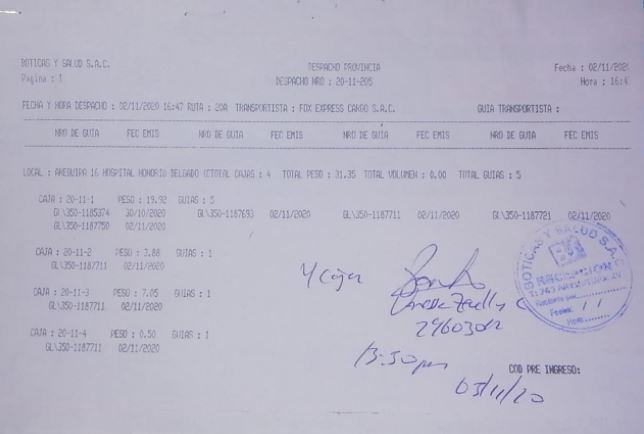 BOTICAS Y SALUD S.A.C. DESPACHO PROVINCIA Fecha : 02/11/2020
Pagina : 1 DESPACHO NRO : 20-11-205 Hora : 16:4
FECHA Y HORA DESPACHO : 02/11/2020 16:47 RUTA : 20A TRANSPORTISTA : FOX EXPRESS CARGO S.A.C. GUIA TRANSPORTISTA :
NRO DE GUIA FEC EMIS NRO DE GUIA FEC EMIS NRO DE GUIA FEC EMIS NRO DE GUIA FEC EMIS
LOCAL : AREQUIPA 16 HOSPITAL HONORIO DELGADO (CTOTAL CAJAS : 4 TOTAL PESO : 31.35 TOTAL VOLUMEN : 0.00 TOTAL GUIAS : 5
CAJA : 20-11-1 PESO : 19.92 GUIAS : 5
GL\350-1185374 30/10/2020 GL\350-1187693 02/11/2020 GL\350-1187711 02/11/2020 GL\350-1187721 02/11/2020
GL\350-1187750 02/11/2020
CAJA : 20-11-2 PESO : 3.88 GUIAS : 1
GL\350-1187711 02/11/2020
CAJA : 20-11-3 PESO : 7.05 GUIAS : 1
GL\350-1187711 02/11/2020
CAJA : 20-11-4 PESO : 0.50 GUIAS : 1
GL\350-1187711 02/11/2020
BOTICAS Y SALUD S.A.C.
RECEPCION
Fecha:
Hora:
4 cajas
29603012
13:30 pm
COD PRE INGRESO:
03/11/20